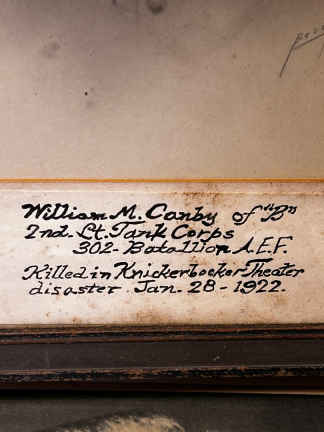 William M. Canby of "B"
2nd. Lt. Tank Corps
302- Batallion A.E.F.
Killed in Knickerbocker Theater
disaster. Jan. 28 - 1922.